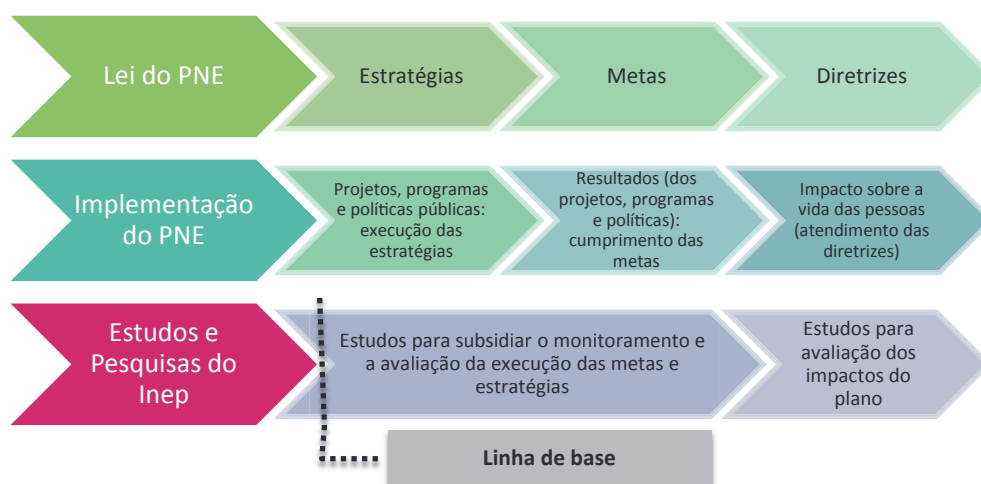 Lei do PNE
Estratégias
Metas
Diretrizes
Implementação
do PNE
Projetos, programas
e políticas públicas:
execução das
estratégias
Resultados (dos
projetos, programas
e políticas):
cumprimento das
metas
Impacto sobre a
vida das pessoas
(atendimento das
diretrizes)
Estudos e
Pesquisas do
Inep
Estudos para subsidiar o monitoramento e
a avaliação da execução das metas e
estratégias
Estudos para
avaliação dos
impactos do
plano
Linha de base